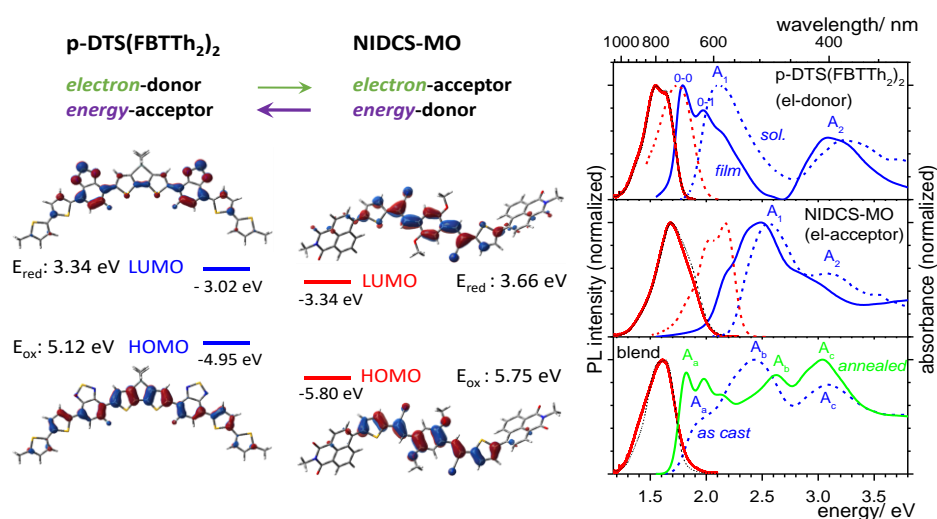 p-DTS(FBTTh2)2
electron-donor
energy-acceptor
NIDCS-MO
electron-acceptor
energy-donor
Ered: 3.34 eV LUMO
- 3.02 eV
-3.34 eV
LUMO
Ered : 3.66 eV
Eox : 5.12 eV HOMO
-4.95 eV
-5.80 eV
HOMO
Eox : 5.75 eV
wavelength/ nm
1000 800 600 400
PL intensity (normalized)
absorbance (normalized)
0-0
0-1
A1
p-DTS(FBTTh2)2
(el-donor)
sol.
film
A2
A1
NIDCS-MO
(el-acceptor)
A2
blend
Aa
Ab
Ac
annealed
Aa
Ab
Ac
as cast
1.5 2.0 2.5 3.0 3.5
energy/ eV